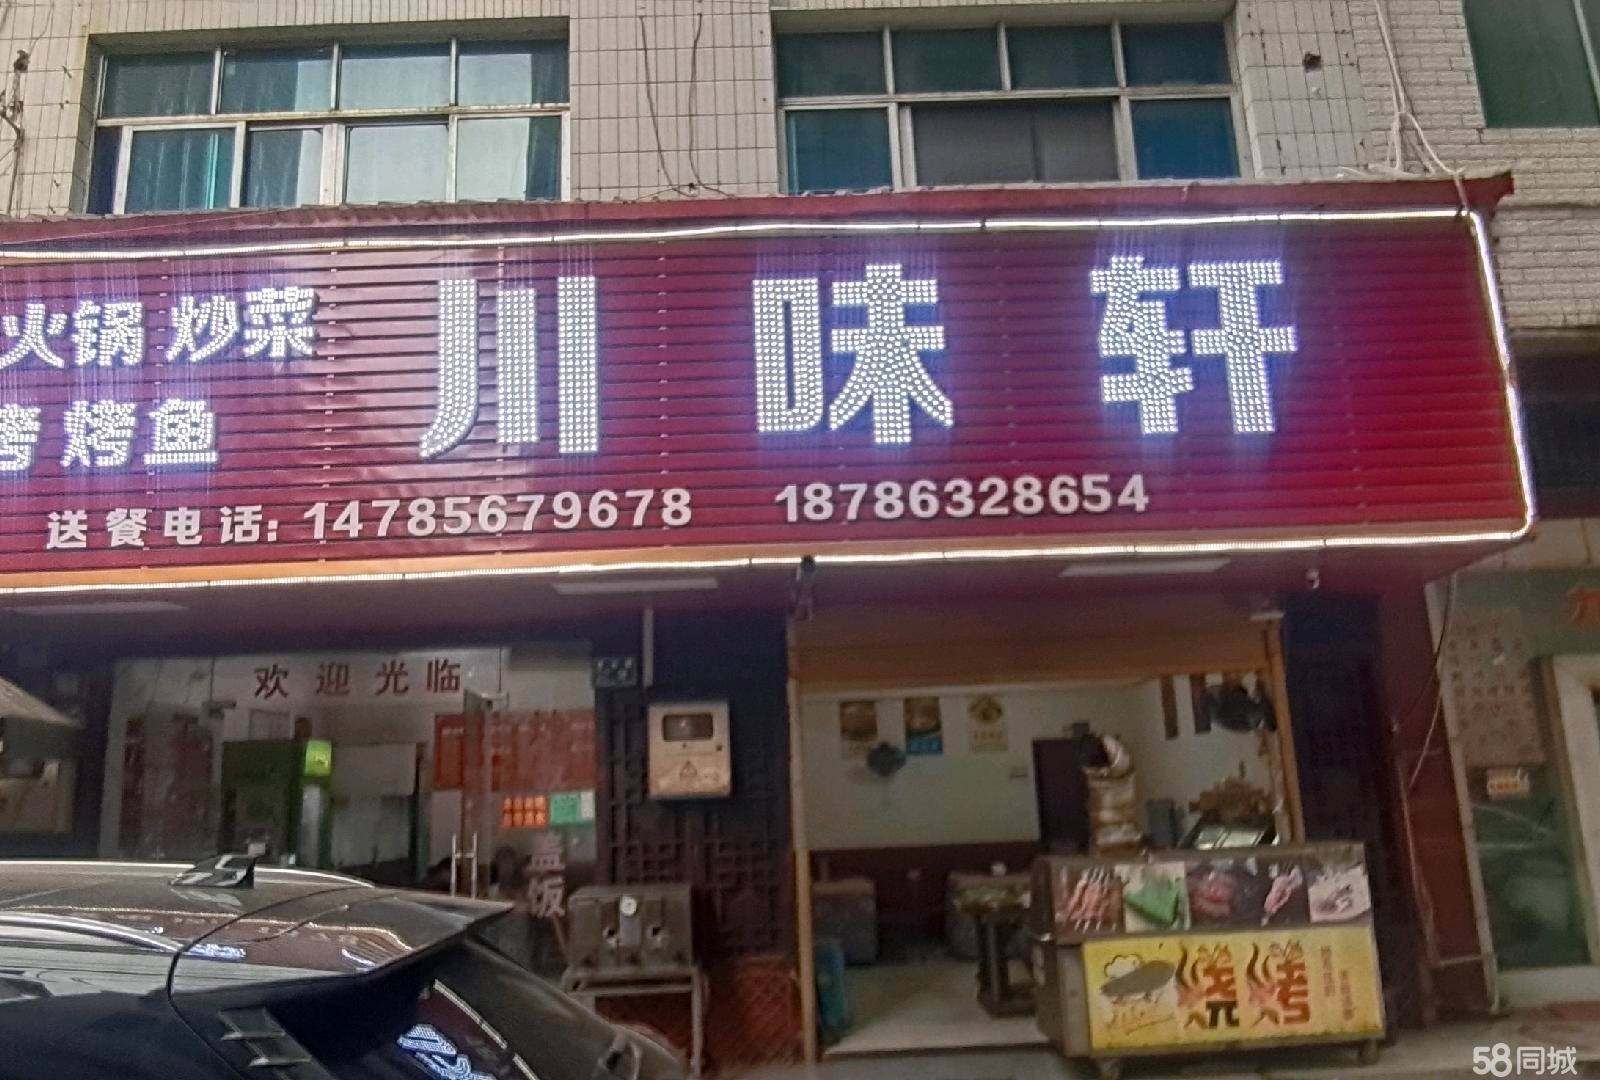 火锅 炒菜
川味轩
烤 烤鱼
送餐电话: 14785679678 18786328654
欢迎光临
盖饭
烧烤
58同城